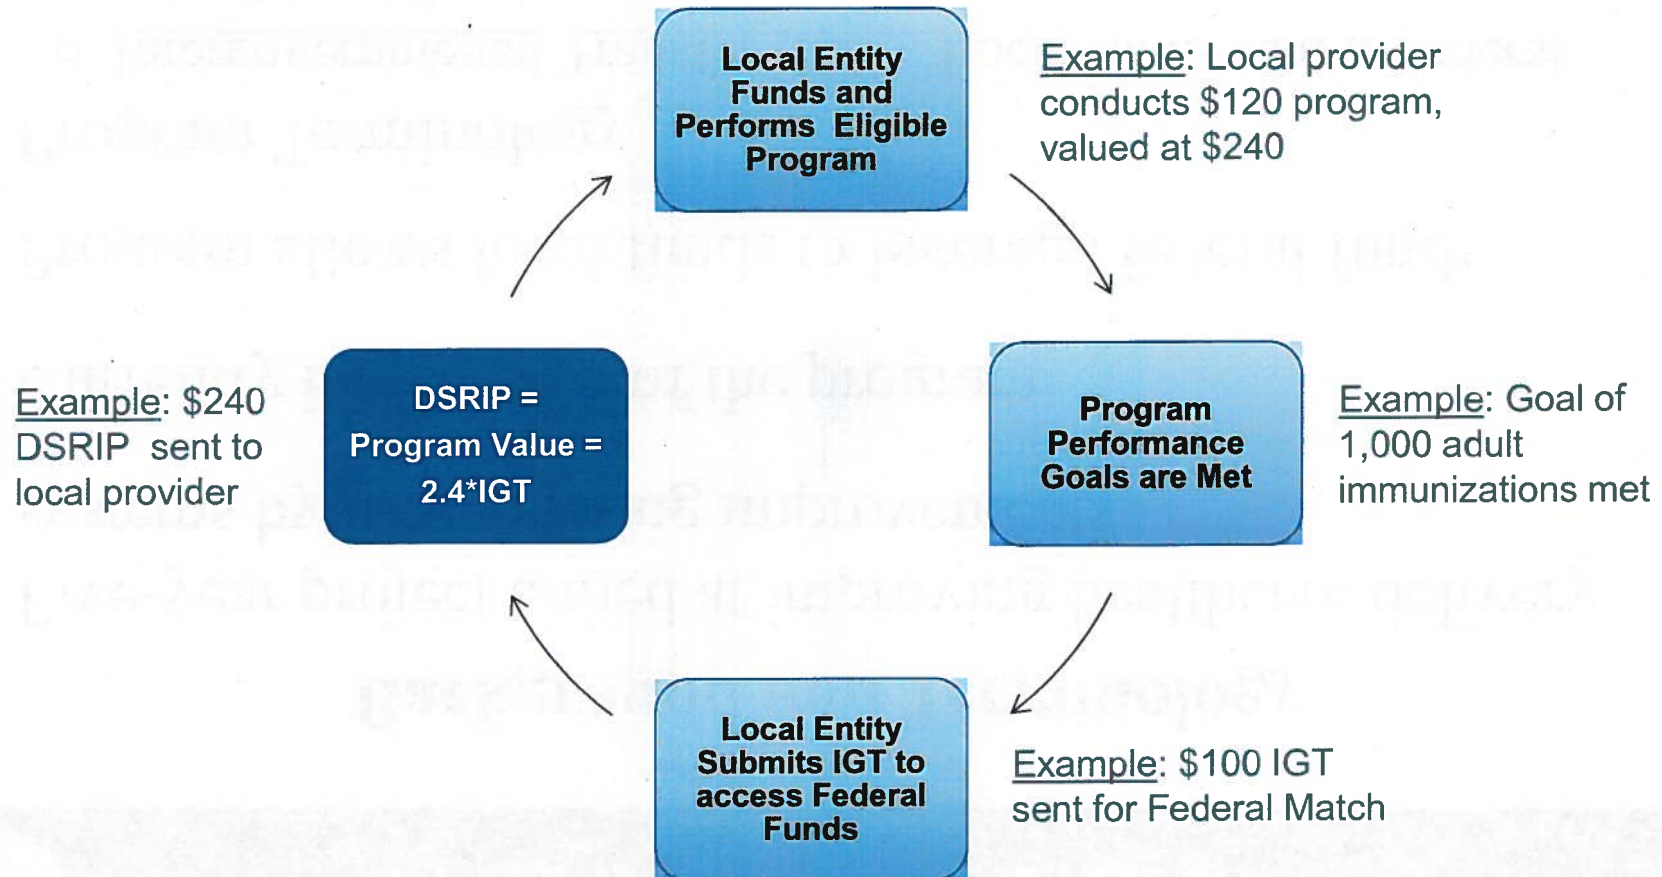 Local Entity
Funds and
Performs Eligible
Program
Example: Local provider
conducts $120 program,
valued at $240
Program
Performance
Goals are Met
Example: Goal of
1,000 adult
immunizations met
Local Entity
Submits IGT to
access Federal
Funds
Example: $100 IGT
sent for Federal Match
DSRIP =
Program Value =
2.4*IGT
Example: $240
DSRIP sent to
local provider